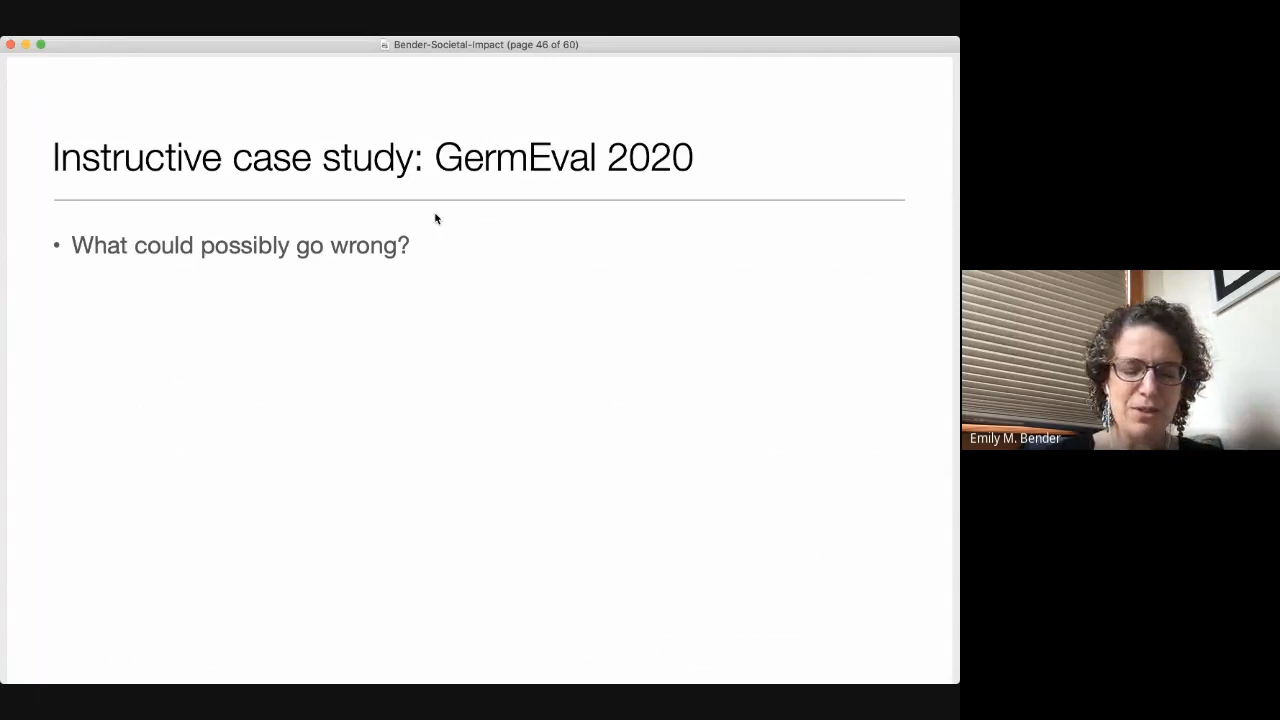 Bender-Societal-Impact (page 46 of 60)
Instructive case study: GermEval 2020
• What could possibly go wrong?
Emily M. Bender